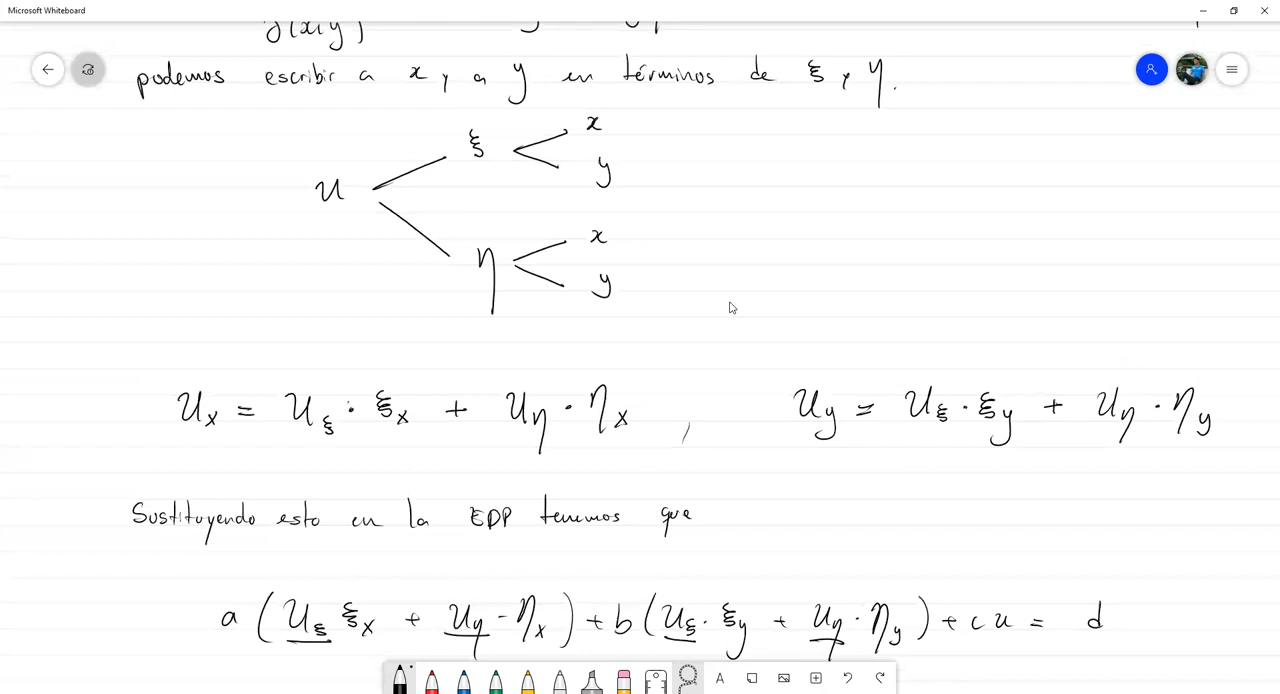 Microsoft Whiteboard
podemos escribir a x y a y en términos de ξ y η.
x
ξ
y
u
x
η
y
u_x = u_ξ · ξ_x + u_η · η_x , u_y = u_ξ · ξ_y + u_η · η_y
Sustituyendo esto en la EDP tenemos que
a (u_ξ ξ_x + u_η · η_x) + b (u_ξ · ξ_y + u_η · η_y) + c u = d
A